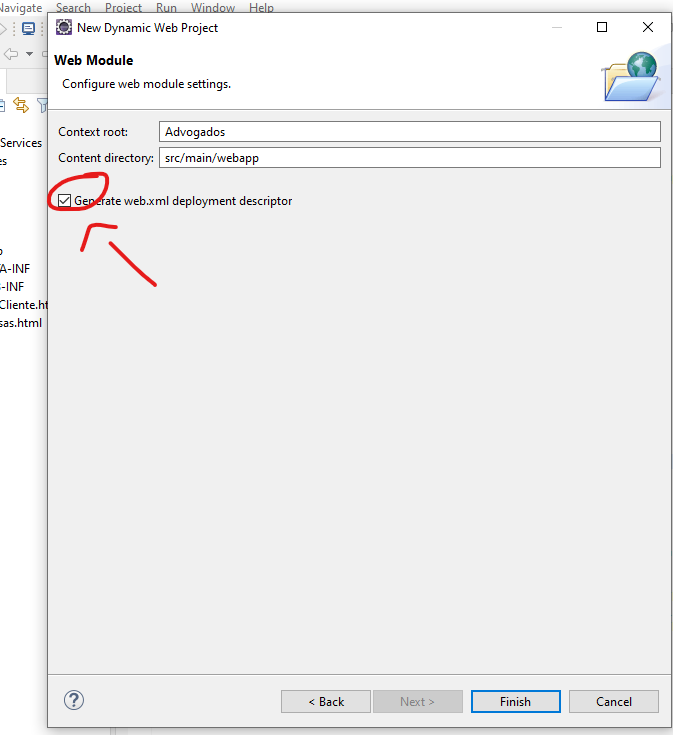 Navigate Search Project Run Window Help
New Dynamic Web Project
Web Module
Configure web module settings.
Services
Context root: Advogados
Content directory: src/main/webapp
Generate web.xml deployment descriptor
A-INF
-INF
Cliente.ht
sas.html
? < Back Next > Finish Cancel